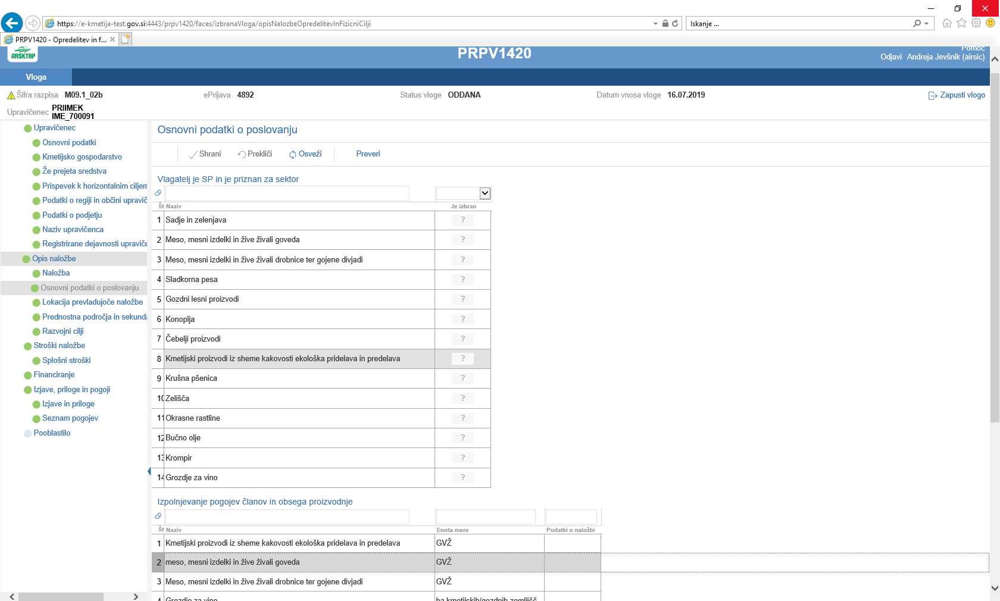 https://e-kmetija-test.gov.si:4443/prpv1420/faces/izbranaVloga/opisNalozbeOpredelitevInFizicniCilji
Iskanje ...
PRPV1420 - Opredelitev in f...
ARSKTRP
PRPV1420
Pomoč
Odjavi Andreja Jevšnik (airsic)
Vloga
Šifra razpisa M09.1_02b ePrijava 4892 Status vloge ODDANA Datum vnosa vloge 16.07.2019 Zapusti vlogo
Upravičenec PRIIMEK
IME_700091
Upravičenec
Osnovni podatki
Kmetijsko gospodarstvo
Že prejeta sredstva
Prispevek k horizontalnim ciljem
Podatki o regiji in občini upravič
Podatki o podjetju
Naziv upravičenca
Registrirane dejavnosti upraviče
Opis naložbe
Naložba
Osnovni podatki o poslovanju
Lokacija prevladujoče naložbe
Prednostna področja in sekunda
Razvojni cilji
Stroški naložbe
Splošni stroški
Financiranje
Izjave, priloge in pogoji
Izjave in priloge
Seznam pogojev
Pooblastilo
Osnovni podatki o poslovanju
Shrani Prekliči Osveži Preveri
Vlagatelj je SP in je priznan za sektor
Št Naziv Je izbran
1 Sadje in zelenjava ?
2 Meso, mesni izdelki in žive živali goveda ?
3 Meso, mesni izdelki in žive živali drobnice ter gojene divjadi ?
4 Sladkorna pesa ?
5 Gozdni lesni proizvodi ?
6 Konoplja ?
7 Čebelji proizvodi ?
8 Kmetijski proizvodi iz sheme kakovosti ekološka pridelava in predelava ?
9 Krušna pšenica ?
10 Zelišča ?
11 Okrasne rastline ?
12 Bučno olje ?
13 Krompir ?
14 Grozdje za vino ?
Izpolnjevanje pogojev članov in obsega proizvodnje
Št Naziv Enota mere Podatki o naložbi
1 Kmetijski proizvodi iz sheme kakovosti ekološka pridelava in predelava GVŽ
2 meso, mesni izdelki in žive živali goveda GVŽ
3 Meso, mesni izdelki in žive živali drobnice ter gojene divjadi GVŽ
4 Grozdje za vino ha kmetijskih/gozdnih zemljišč